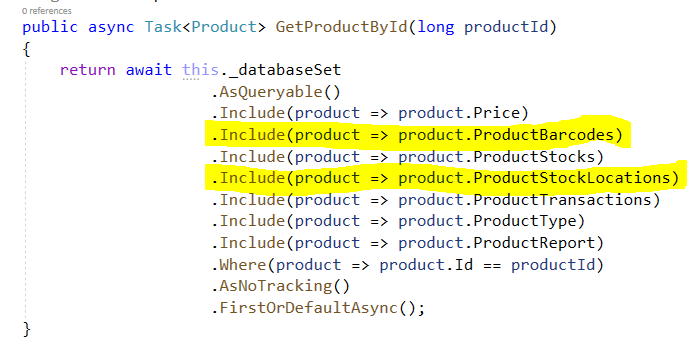 0 references
public async Task<Product> GetProductById(long productId)
{
return await this._databaseSet
.AsQueryable()
.Include(product => product.Price)
.Include(product => product.ProductBarcodes)
.Include(product => product.ProductStocks)
.Include(product => product.ProductStockLocations)
.Include(product => product.ProductTransactions)
.Include(product => product.ProductType)
.Include(product => product.ProductReport)
.Where(product => product.Id == productId)
.AsNoTracking()
.FirstOrDefaultAsync();
}